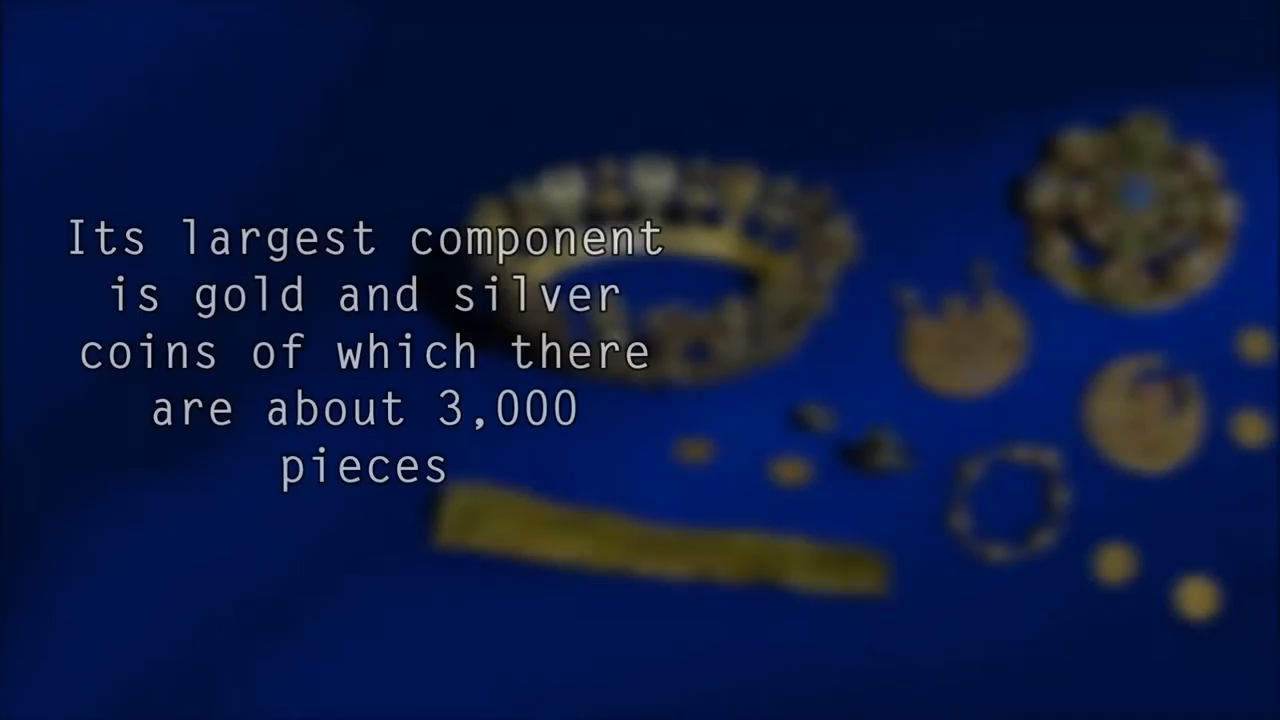 Its largest component
is gold and silver
coins of which there
are about 3,000
pieces